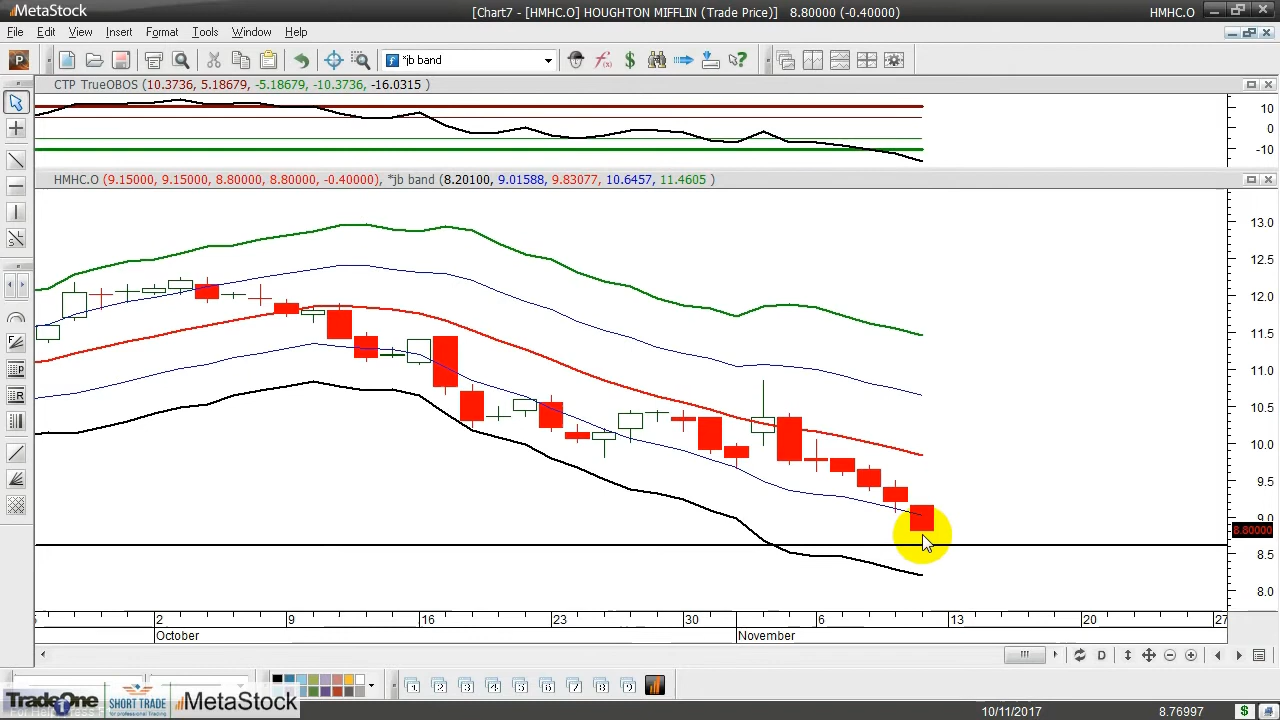 MetaStock
[Chart7 - [HMHC.O] HOUGHTON MIFFLIN (Trade Price)] 8.80000 (-0.40000)
HMHC.O
File Edit View Insert Format Tools Window Help
P
*jb band
CTP TrueOBOS (10.3736, 5.18679, -5.18679, -10.3736, -16.0315 )
10
0
-10
HMHC.O (9.15000, 9.15000, 8.80000, 8.80000, -0.40000), *jb band (8.20100, 9.01588, 9.83077, 10.6457, 11.4605 )
13.0
12.5
12.0
11.5
11.0
10.5
10.0
9.5
9.0
8.80000
8.5
8.0
2 9 16 23 30 6 13 20 27
October November
D
TradeOne
SHORT TRADE
for professional Trading
MetaStock
10/11/2017 8.76997